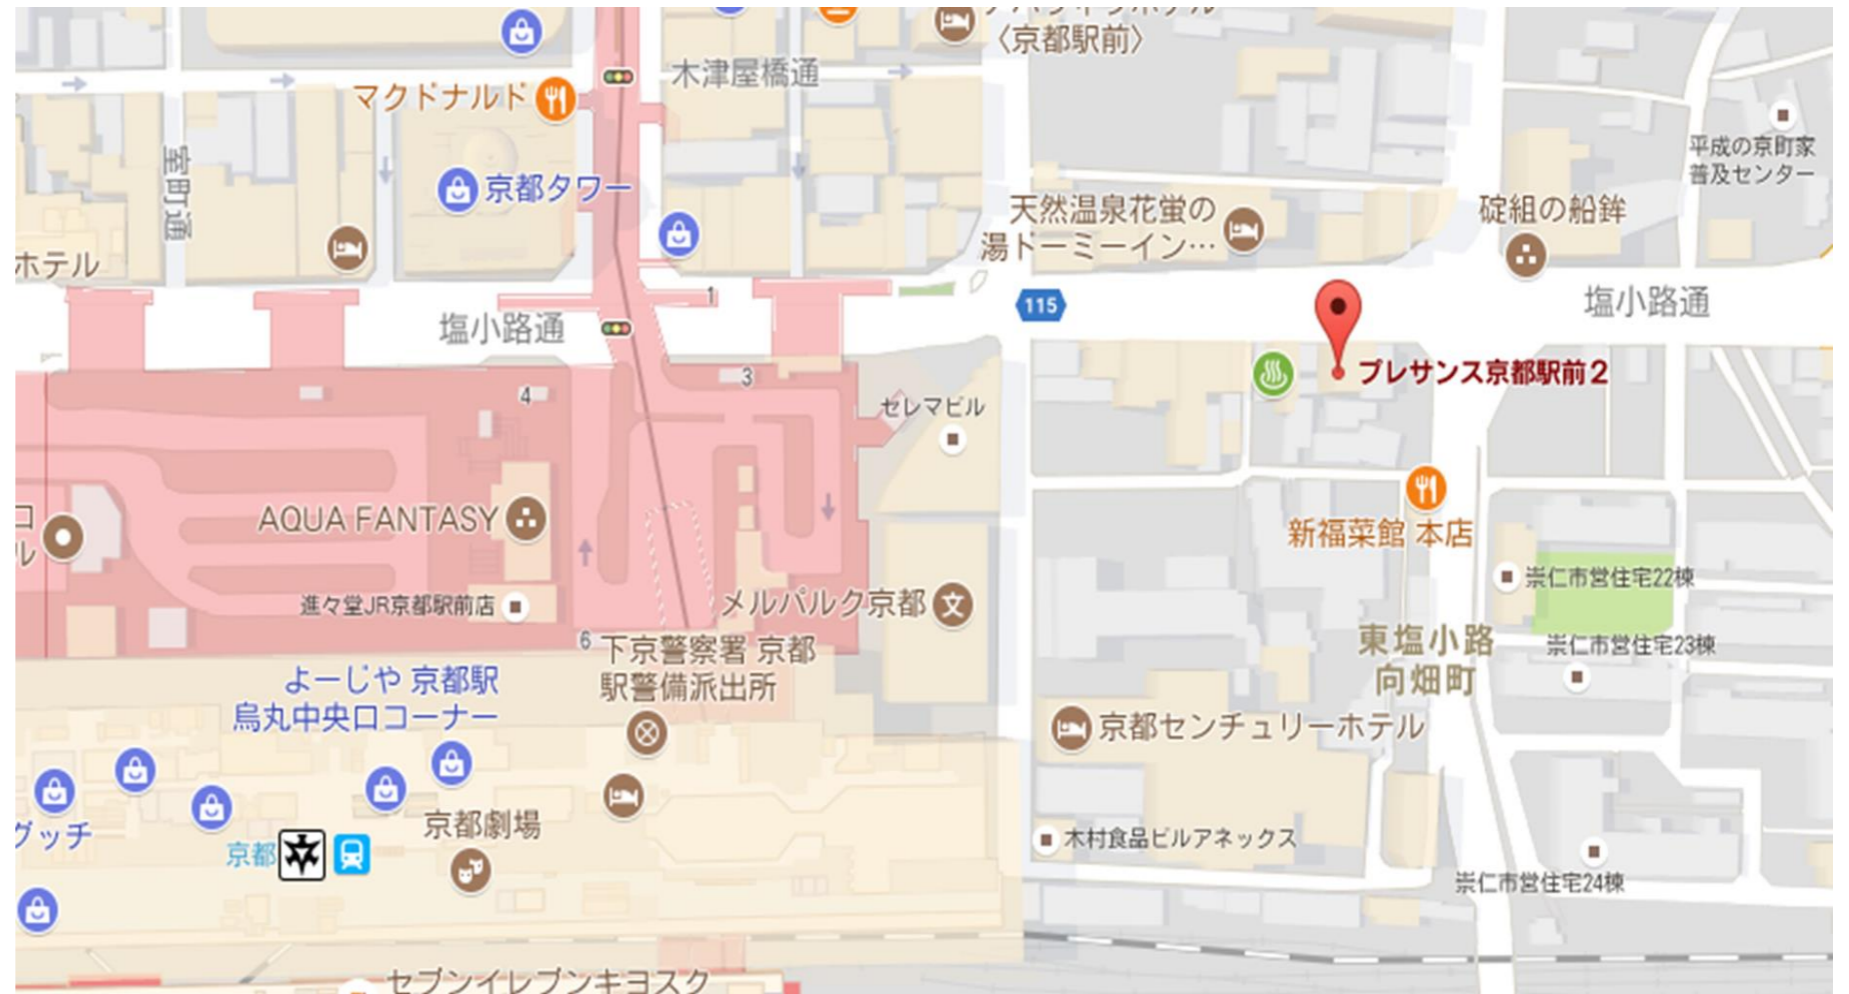 〈京都駅前〉
木津屋橋通
マクドナルド
室町通
京都タワー
平成の京町家
普及センター
天然温泉花蛍の
湯ドーミーイン…
碇組の船鉾
ホテル
1
115
塩小路通
塩小路通
プレサンス京都駅前2
3
4
セレマビル
AQUA FANTASY
新福菜館 本店
メルパルク京都
進々堂JR京都駅前店
崇仁市営住宅22棟
6
下京警察署 京都
駅警備派出所
東塩小路
向畑町
崇仁市営住宅23棟
よーじや 京都駅
烏丸中央口コーナー
京都センチュリーホテル
グッチ
京都劇場
京都
木村食品ビルアネックス
崇仁市営住宅24棟
セブンイレブンキヨスク